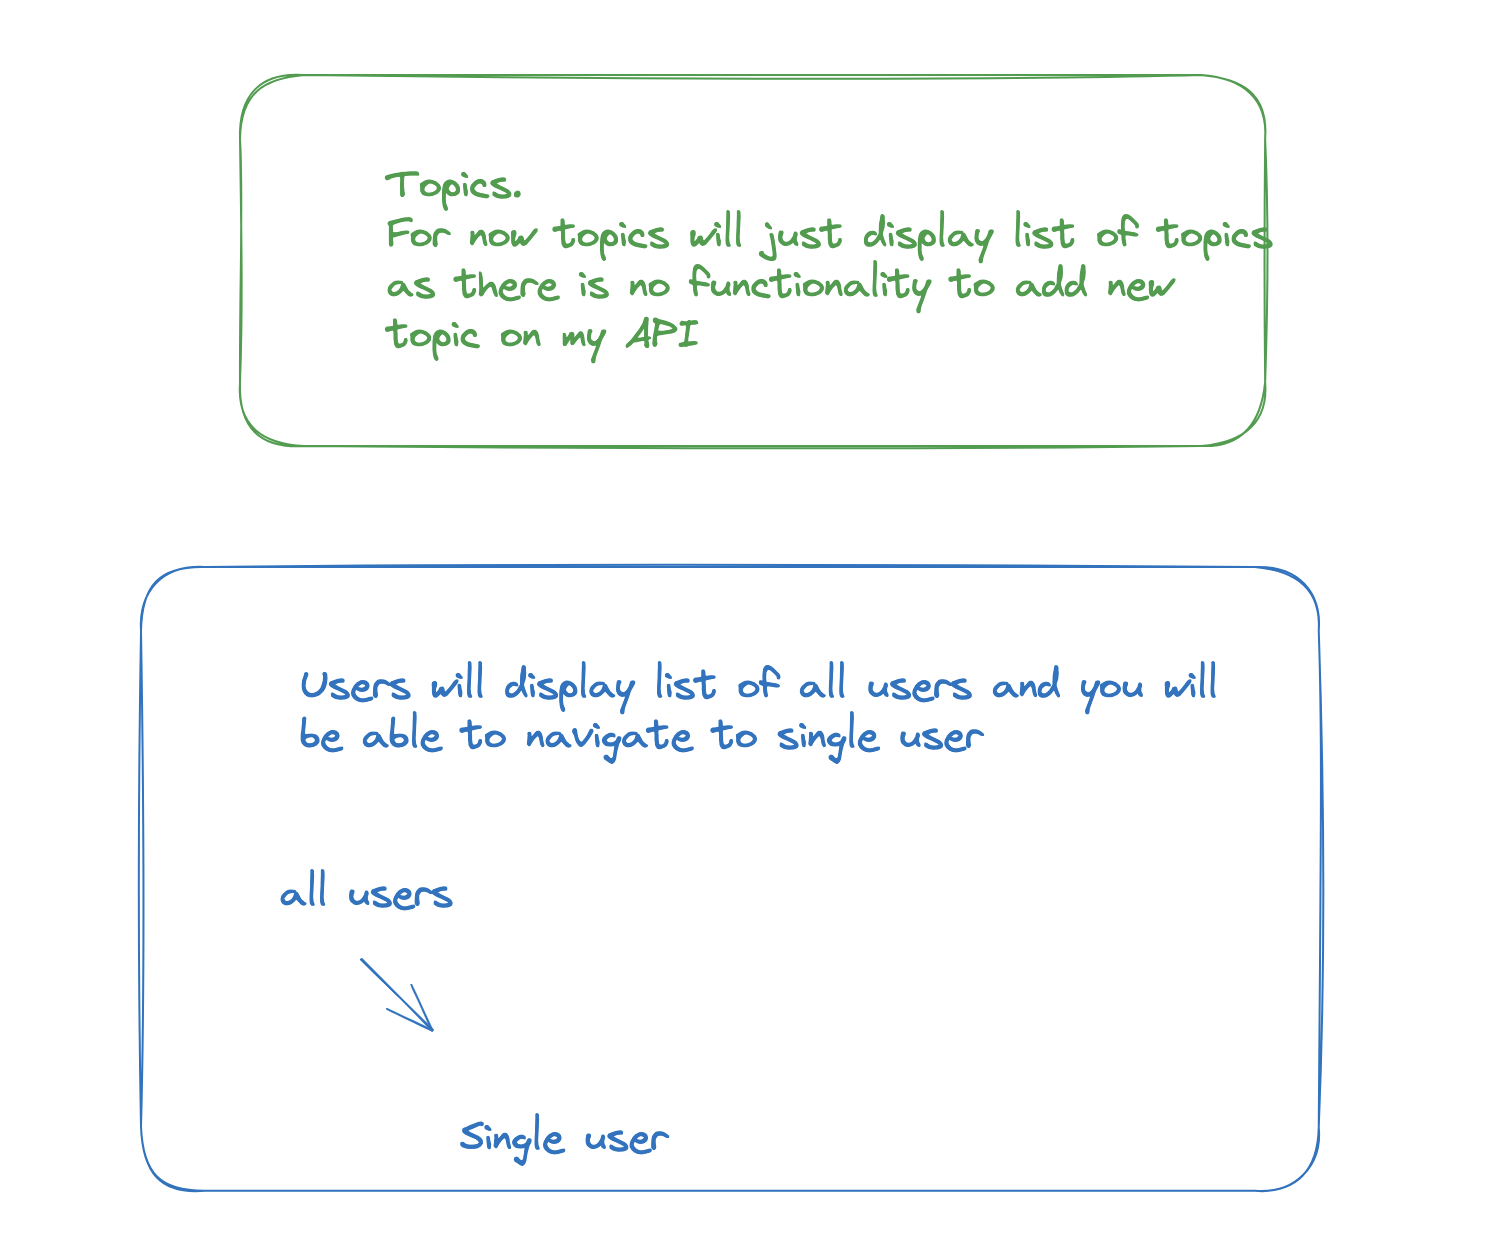 Topics.
For now topics will just display list of topics
as there is no functionality to add new
topic on my API
Users will display list of all users and you will
be able to navigate to single user
all users
Single user